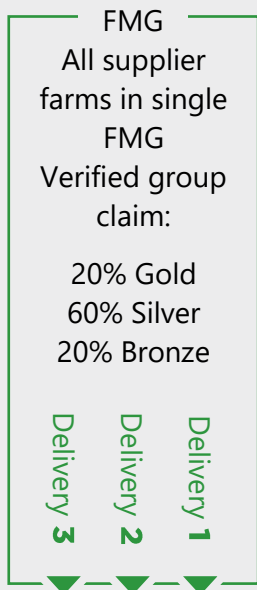 FMG
All supplier
farms in single
FMG
Verified group
claim:
20% Gold
60% Silver
20% Bronze
Delivery 3
Delivery 2
Delivery 1